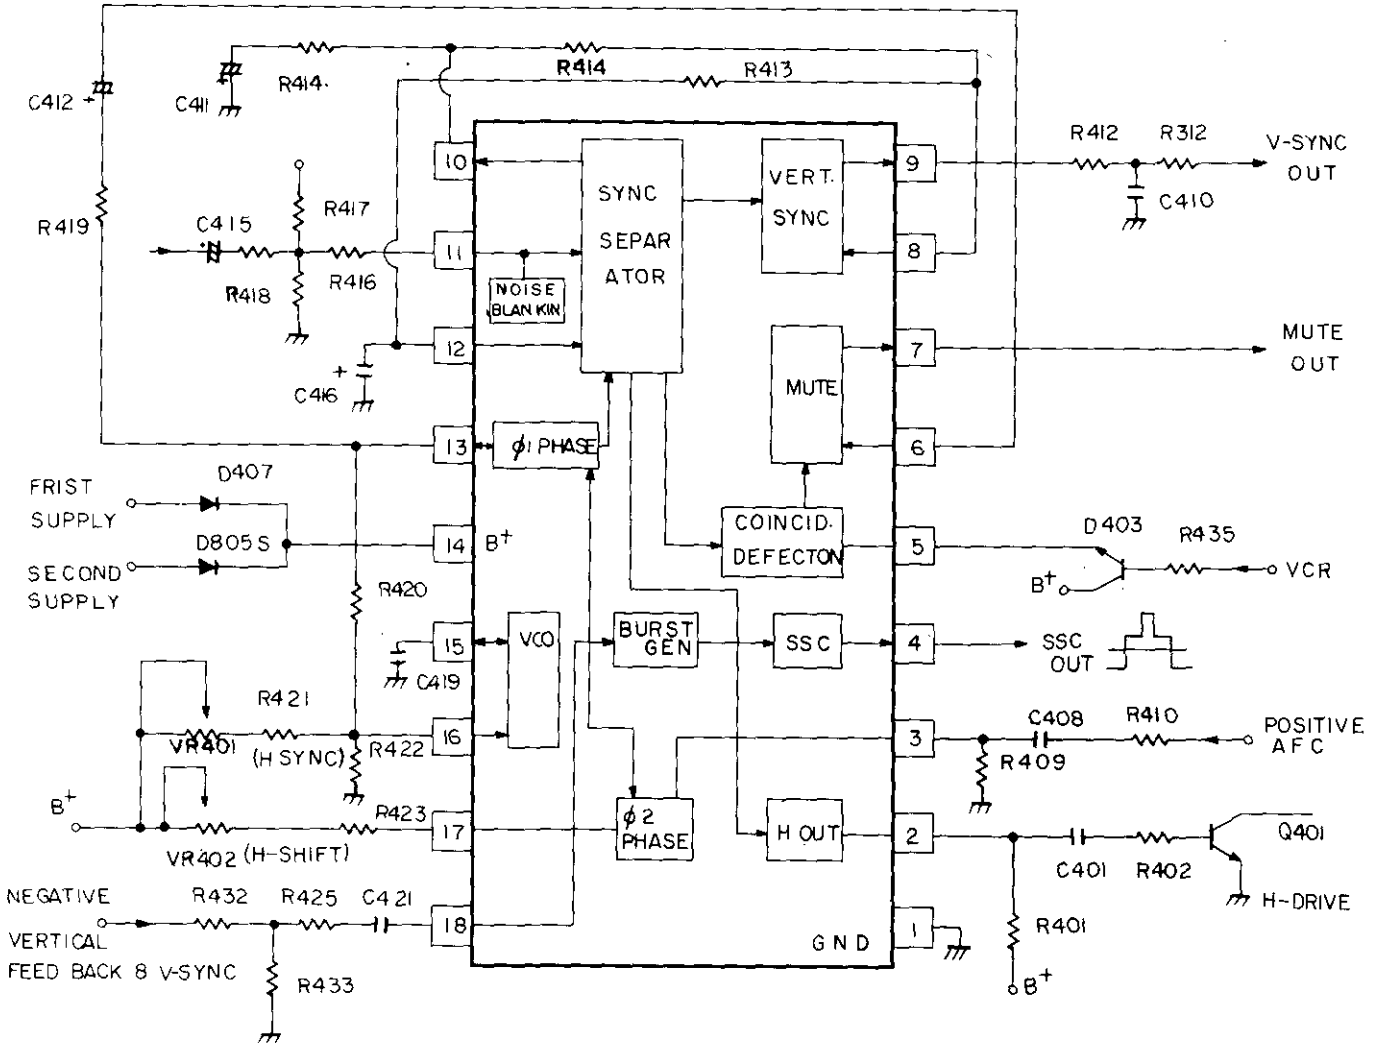 C412 +
C411 +
R414.
R414
R413
R419
C415
+
R417
R418
R416
10
11
12
13
14
15
16
17
18
9
8
7
6
5
4
3
2
1
SYNC
SEPAR
ATOR
VERT.
SYNC
NOISE
BLANKIN
MUTE
R412
R312
C410
V-SYNC
OUT
MUTE
OUT
+
C416
φ1 PHASE
FRIST
SUPPLY
D407
D805S
SECOND
SUPPLY
B+
COINCID.
DEFECTON
D403
R435
B+
VCR
R420
C419
VCO
BURST
GEN
SSC
SSC
OUT
R421
VR401
(H SYNC)
R422
C408
R410
R409
POSITIVE
AFC
B+
R423
VR402 (H-SHIFT)
φ2
PHASE
H OUT
C401
R402
Q401
H-DRIVE
R401
B+
NEGATIVE
VERTICAL
FEED BACK 8 V-SYNC
R432
R425
C421
R433
GND